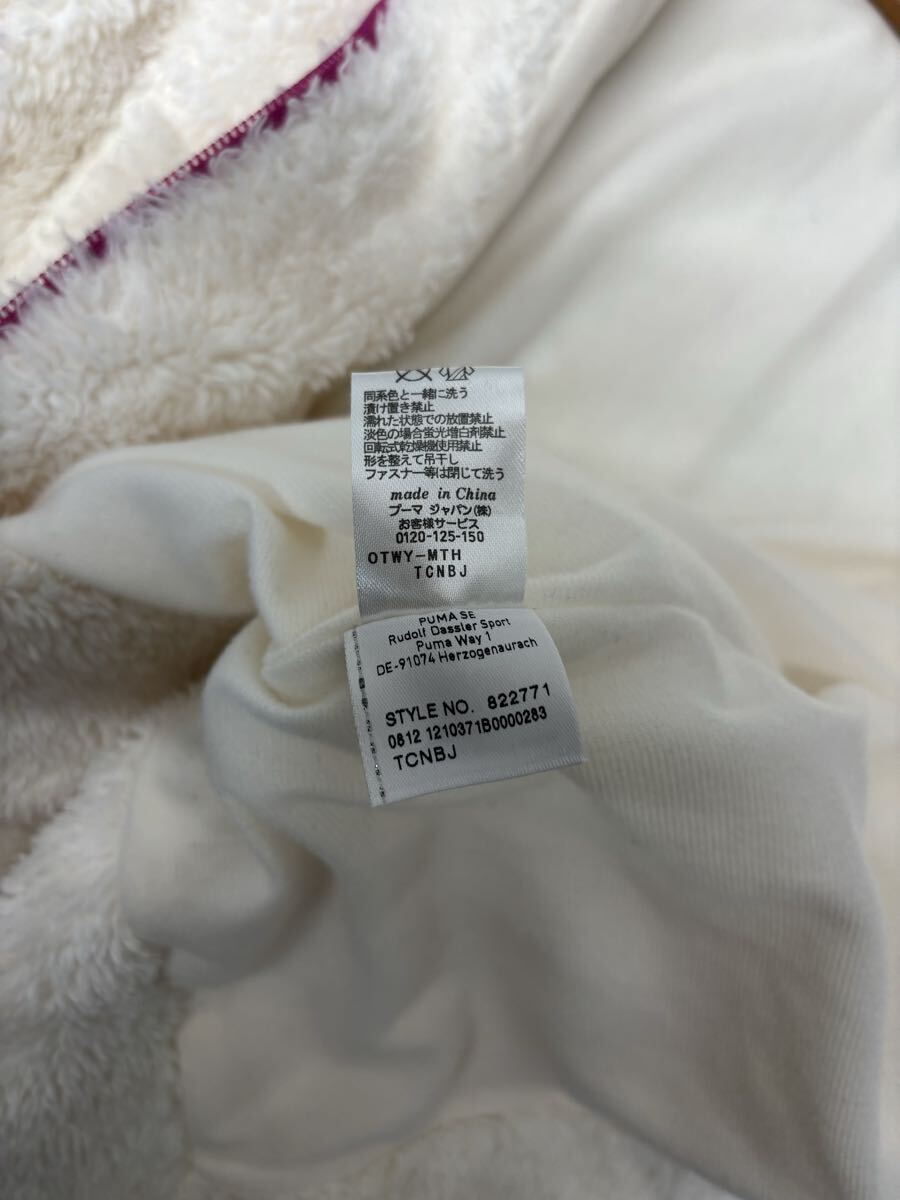 同系色と一緒に洗う
漬け置き禁止
濡れた状態での放置禁止
淡色の場合蛍光増白剤禁止
回転式乾燥機使用禁止
形を整えて吊干し
ファスナー等は閉じて洗う
made in China
プーマ ジャパン(株)
お客様サービス
0120-125-150
OTWY-MTH
TCNBJ
PUMA SE
Rudolf Dassler Sport
Puma Way 1
DE-91074 Herzogenaurach
STYLE NO. 822771
0812 1210371B0000283
TCNBJ